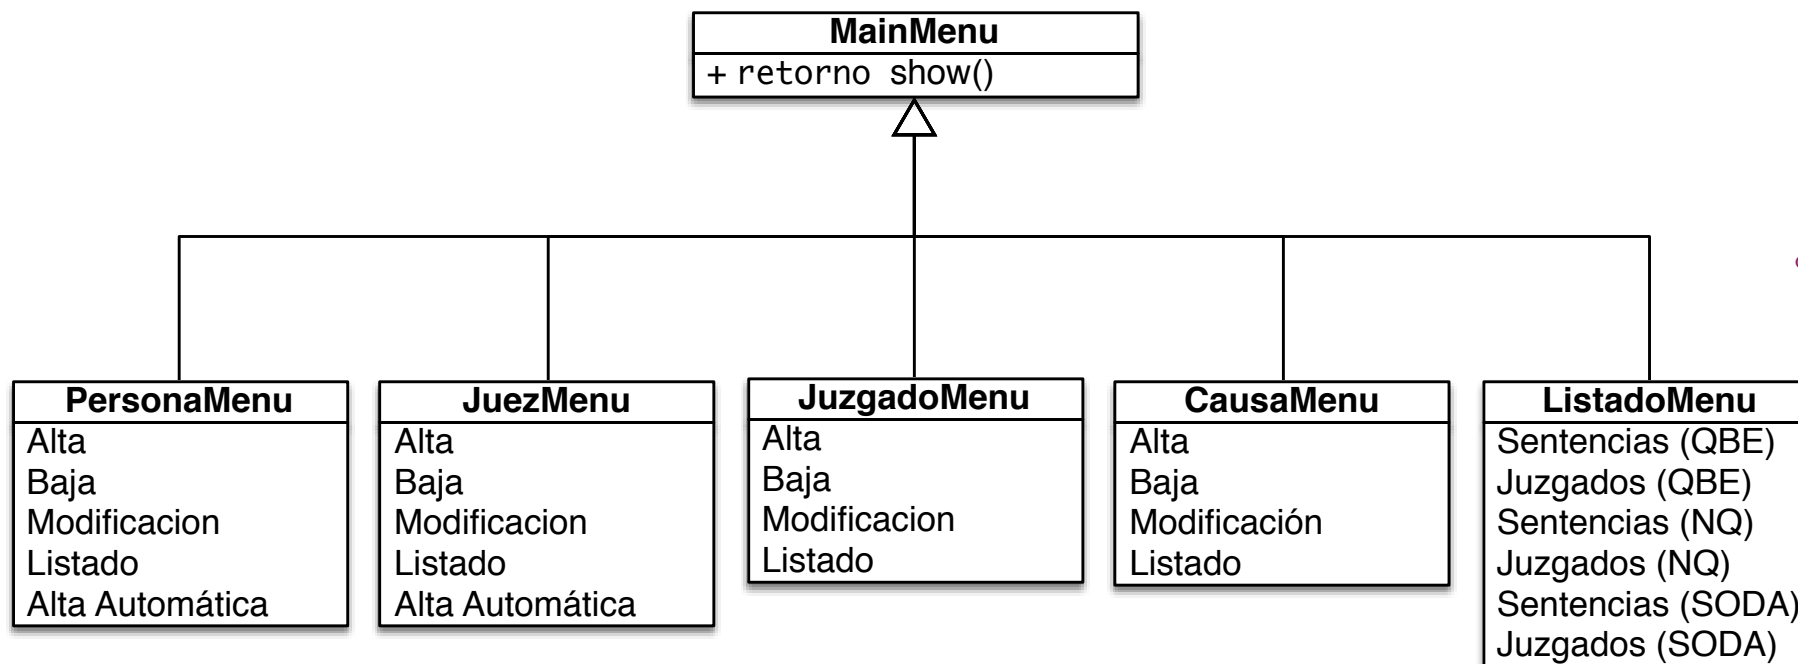 MainMenu
+ retorno show()
PersonaMenu
Alta
Baja
Modificacion
Listado
Alta Automática
JuezMenu
Alta
Baja
Modificacion
Listado
Alta Automática
JuzgadoMenu
Alta
Baja
Modificacion
Listado
CausaMenu
Alta
Baja
Modificación
Listado
ListadoMenu
Sentencias (QBE)
Juzgados (QBE)
Sentencias (NQ)
Juzgados (NQ)
Sentencias (SODA)
Juzgados (SODA)